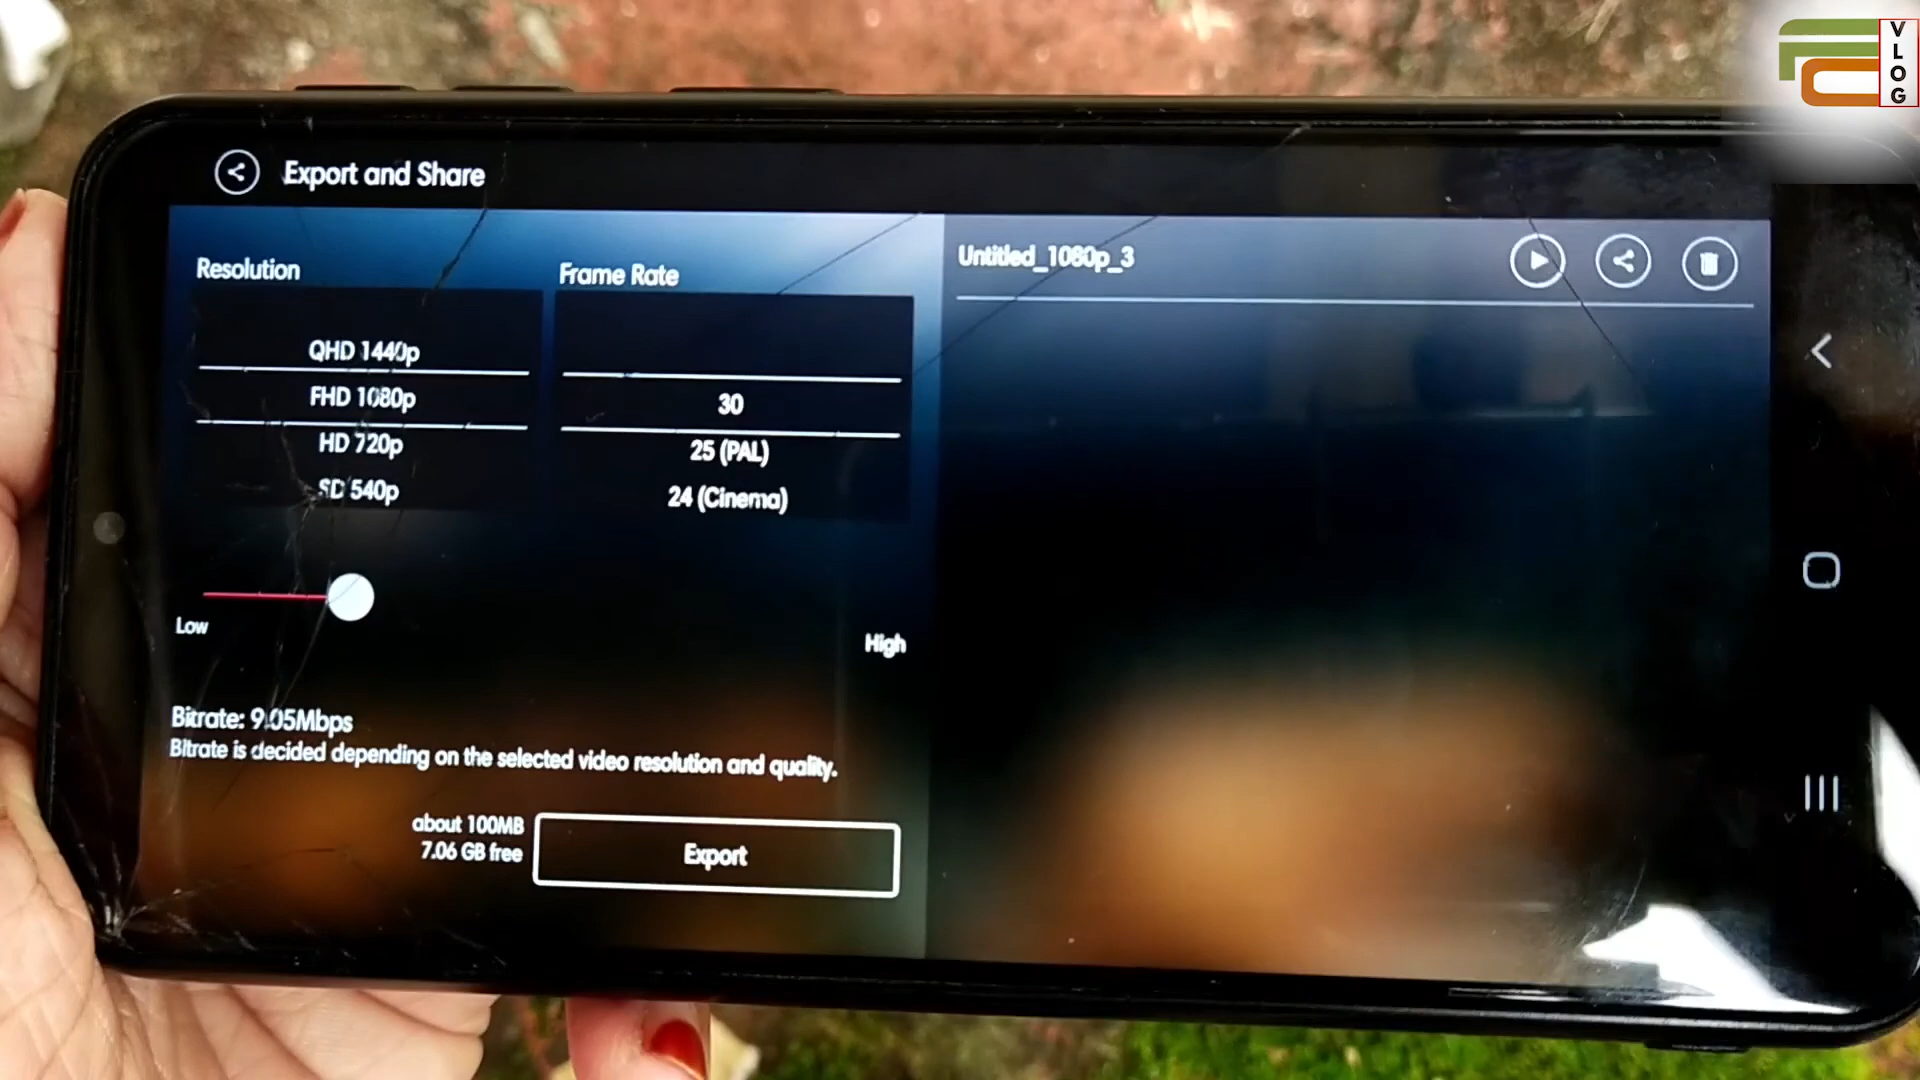 VLOG
Export and Share
Resolution
QHD 1440p
FHD 1080p
HD 720p
SD 540p
Frame Rate
30
25 (PAL)
24 (Cinema)
Low
High
Bitrate: 9.05Mbps
Bitrate is decided depending on the selected video resolution and quality.
about 100MB
7.06 GB free
Export
Untitled_1080p_3